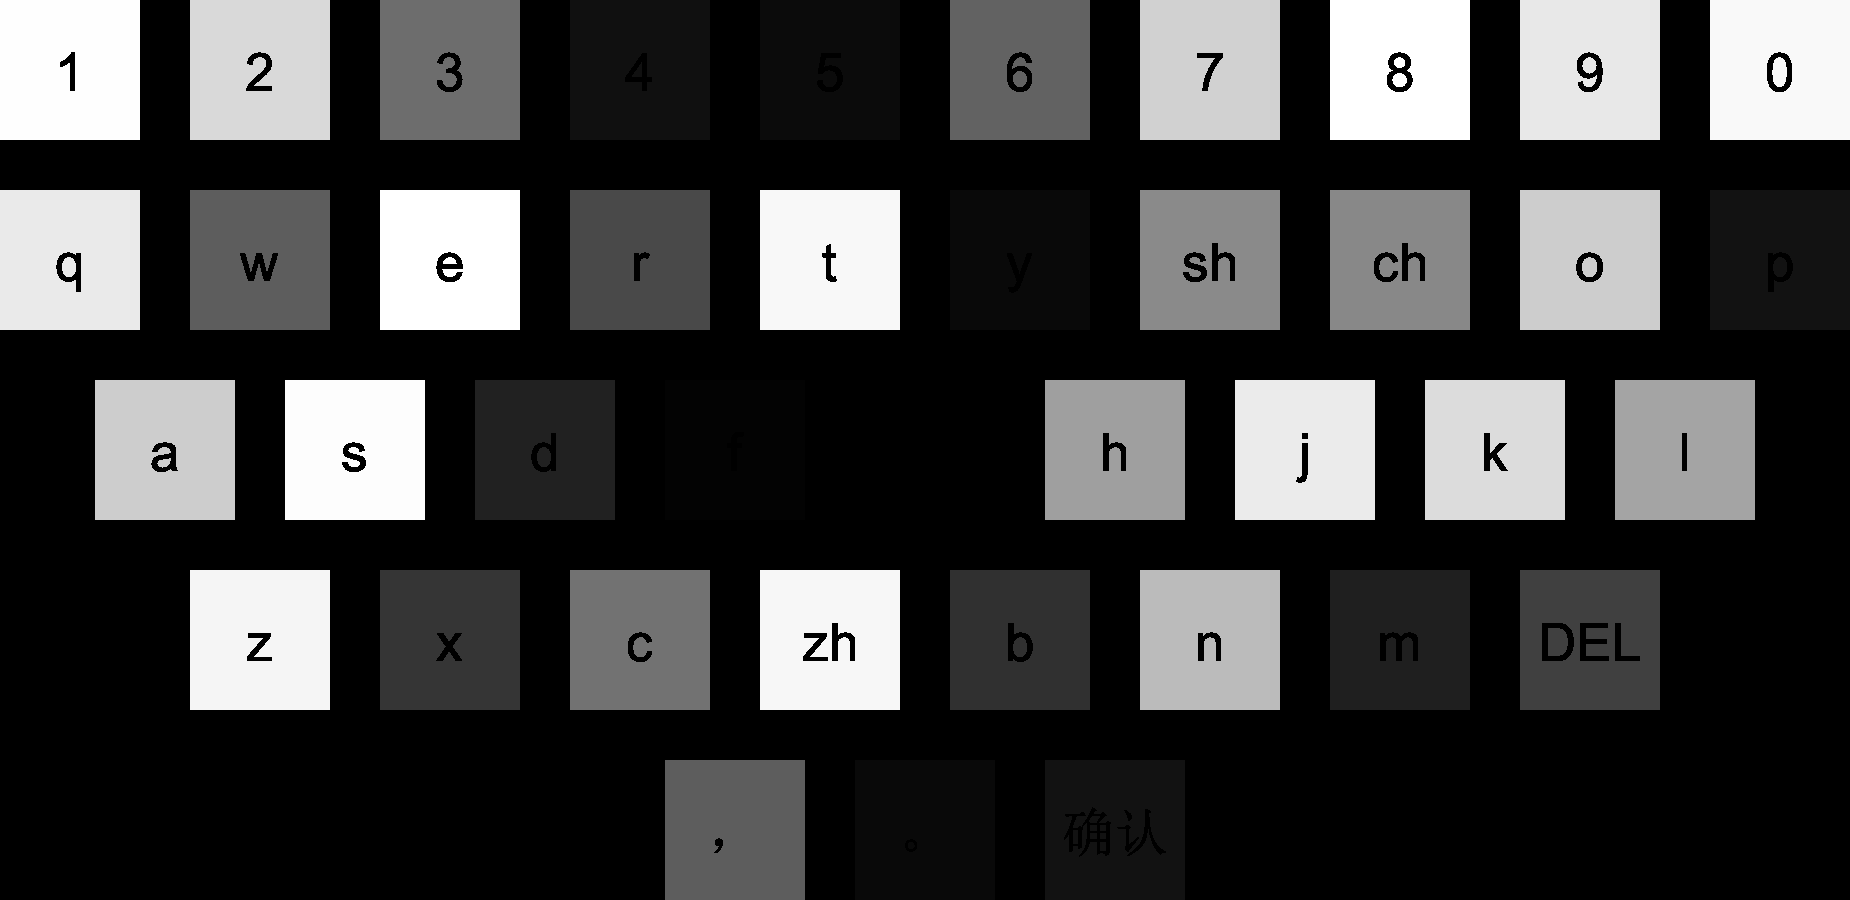 1 2 3 4 5 6 7 8 9 0
q w e r t y sh ch o p
a s d f h j k l
z x c zh b n m DEL
， 。 确认